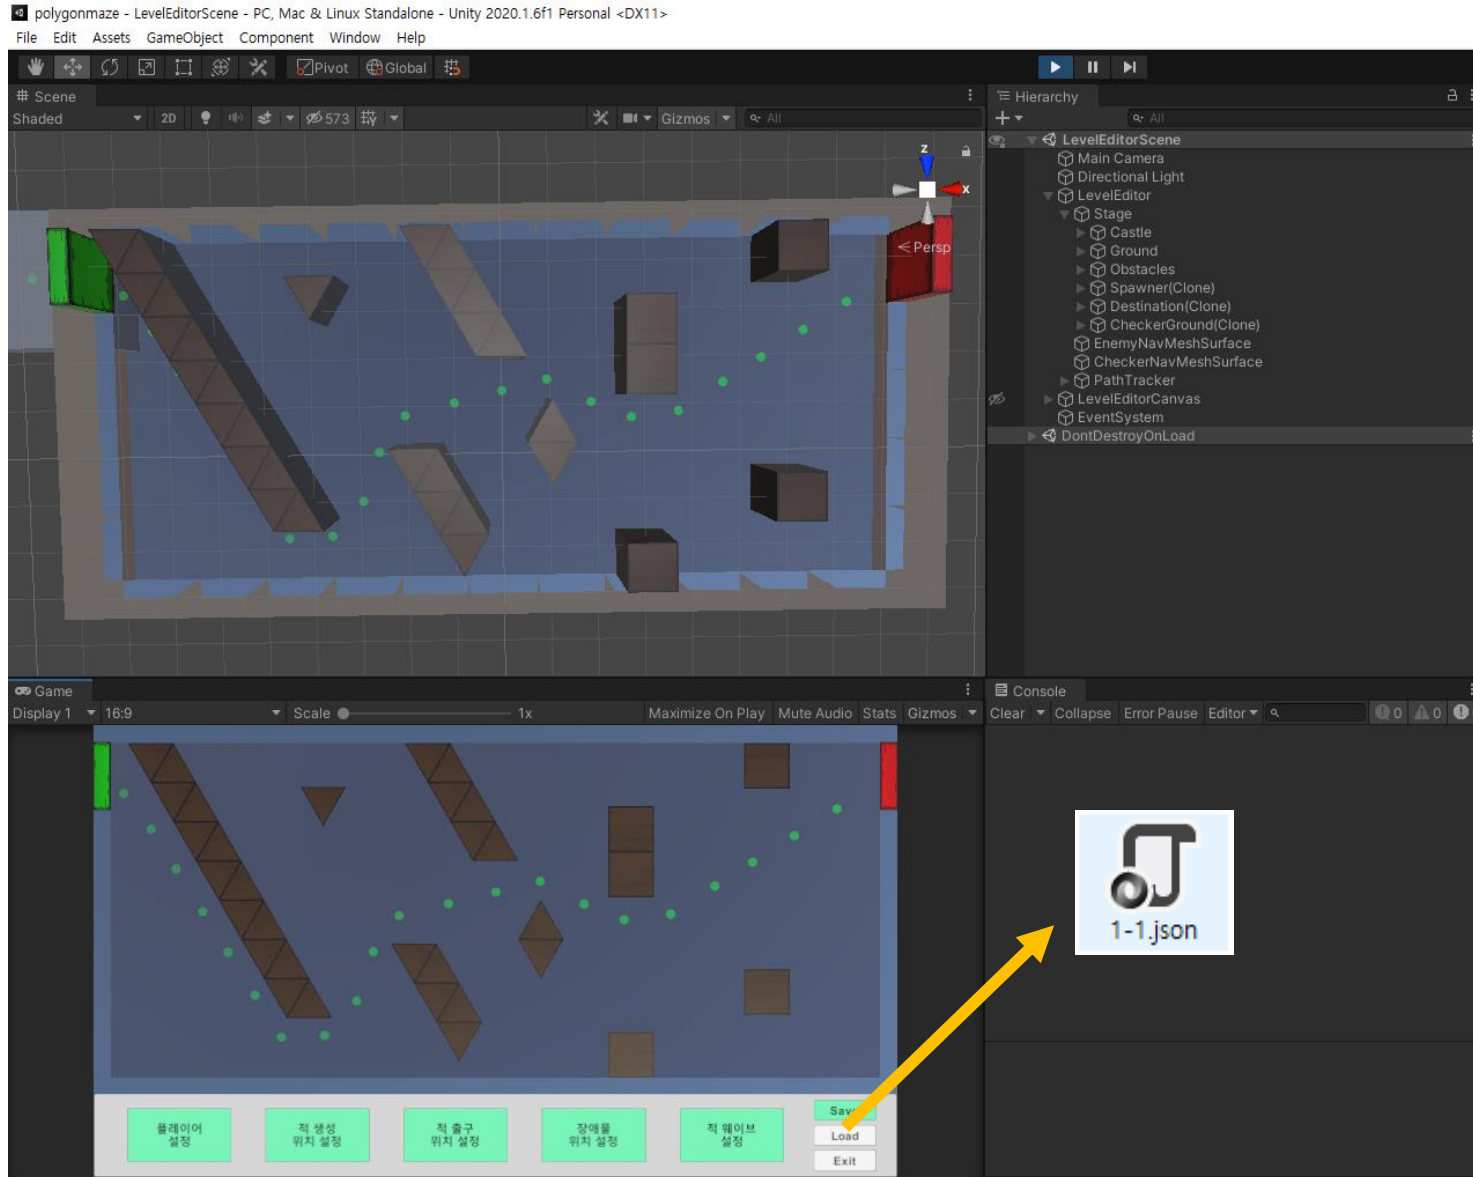 polygonmaze - LevelEditorScene - PC, Mac & Linux Standalone - Unity 2020.1.6f1 Personal <DX11>
File Edit Assets GameObject Component Window Help
Pivot Global
Scene
Shaded 2D 573 Gizmos All
z
x
Persp
Hierarchy
All
LevelEditorScene
Main Camera
Directional Light
LevelEditor
Stage
Castle
Ground
Obstacles
Spawner(Clone)
Destination(Clone)
CheckerGround(Clone)
EnemyNavMeshSurface
CheckerNavMeshSurface
PathTracker
LevelEditorCanvas
EventSystem
DontDestroyOnLoad
Game
Display 1 16:9 Scale 1x Maximize On Play Mute Audio Stats Gizmos
Console
Clear Collapse Error Pause Editor 0 0
1-1.json
플레이어
설정
적 생성
위치 설정
적 출구
위치 설정
장애물
위치 설정
적 웨이브
설정
Save
Load
Exit